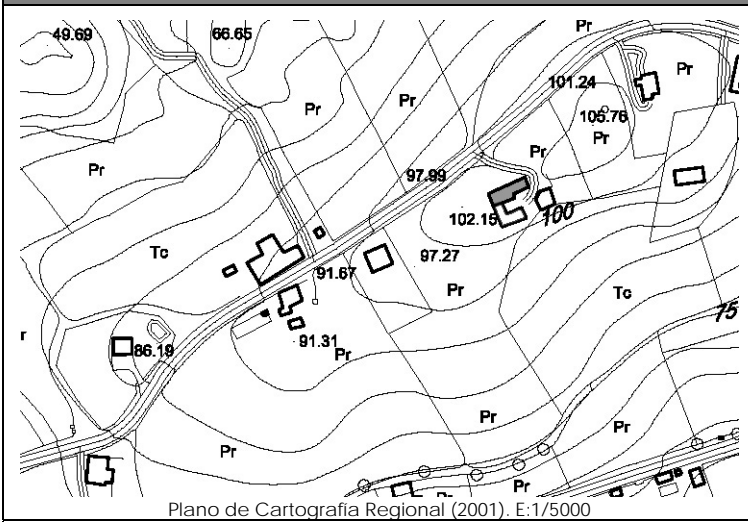 49.69
66.65
Pr
Pr
101.24
Pr
Pr
Pr
105.76
Pr
Pr
Pr
97.99
102.15
100
Tc
91.67
97.27
Pr
Tc
75
r
86.19
91.31
Pr
Pr
Pr
Pr
Pr
Pr
Plano de Cartografía Regional (2001). E:1/5000